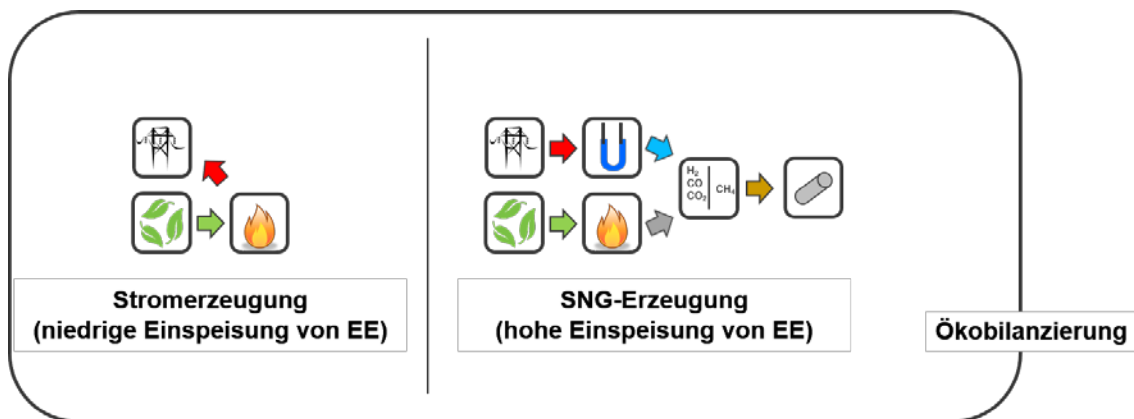 H₂
CO
CO₂
CH₄
Stromerzeugung
(niedrige Einspeisung von EE)
SNG-Erzeugung
(hohe Einspeisung von EE)
Ökobilanzierung